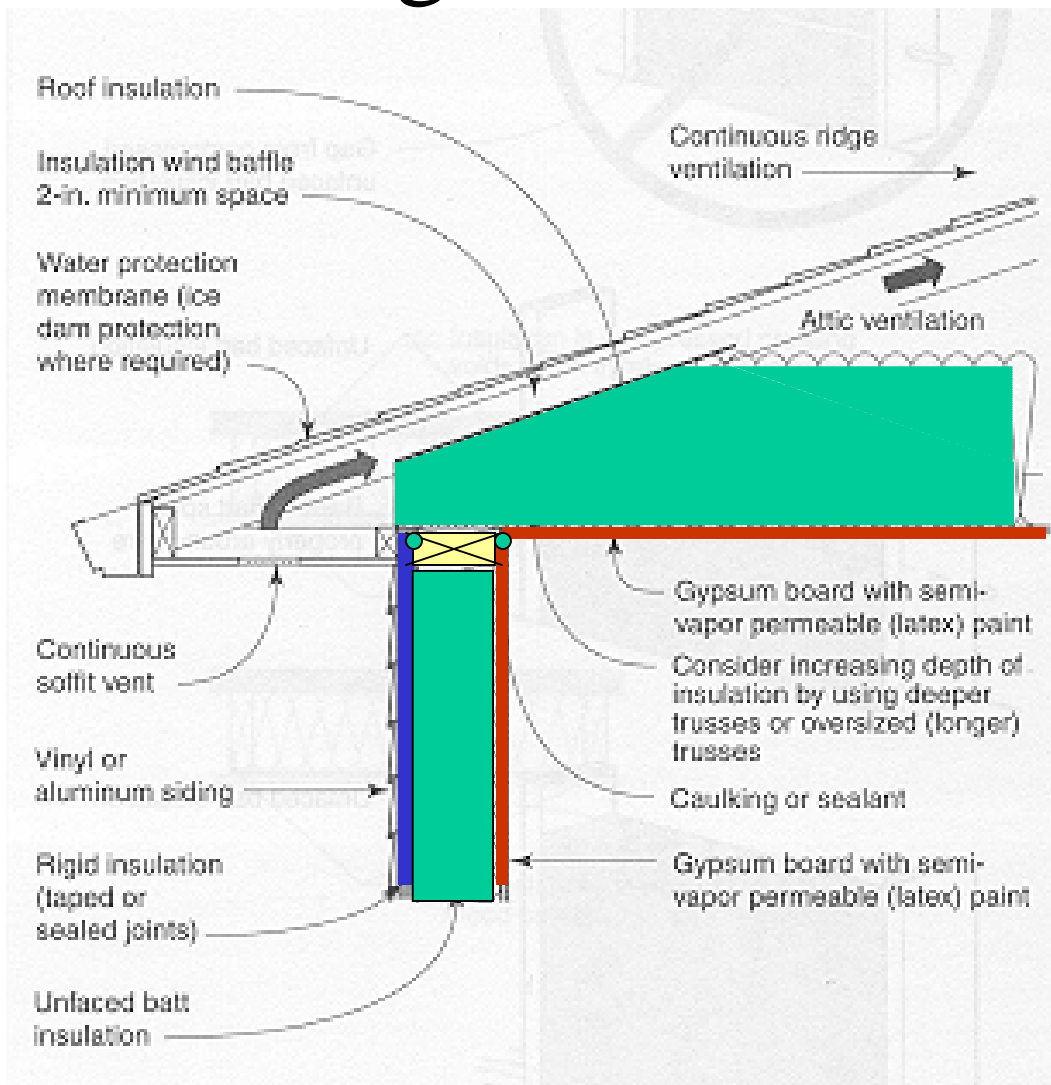 Roof insulation
Insulation wind baffle
2-in. minimum space
Water protection
membrane (ice
dam protection
where required)
Continuous ridge
ventilation
Attic ventilation
Continuous
soffit vent
Vinyl or
aluminum siding
Rigid insulation
(taped or
sealed joints)
Unfaced batt
insulation
Gypsum board with semi-
vapor permeable (latex) paint
Consider increasing depth of
insulation by using deeper
trusses or oversized (longer)
trusses
Caulking or sealant
Gypsum board with semi-
vapor permeable (latex) paint